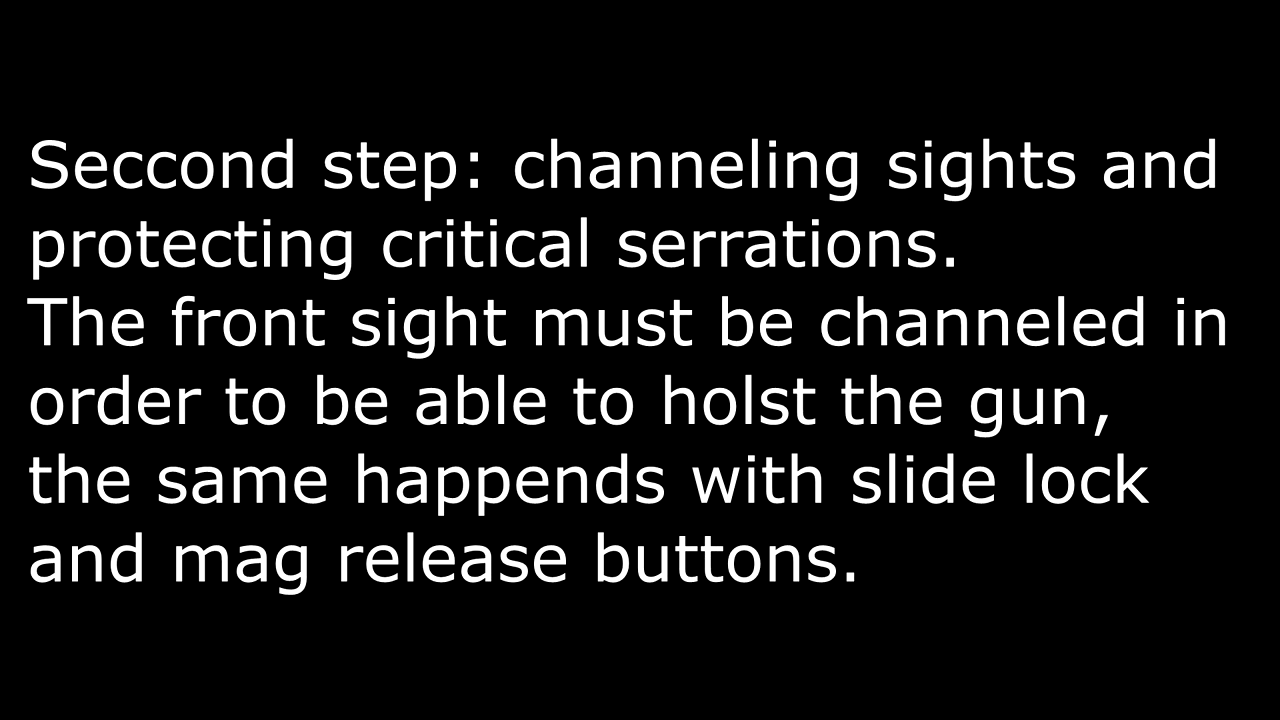 Seccond step: channeling sights and
protecting critical serrations.
The front sight must be channeled in
order to be able to holst the gun,
the same happends with slide lock
and mag release buttons.